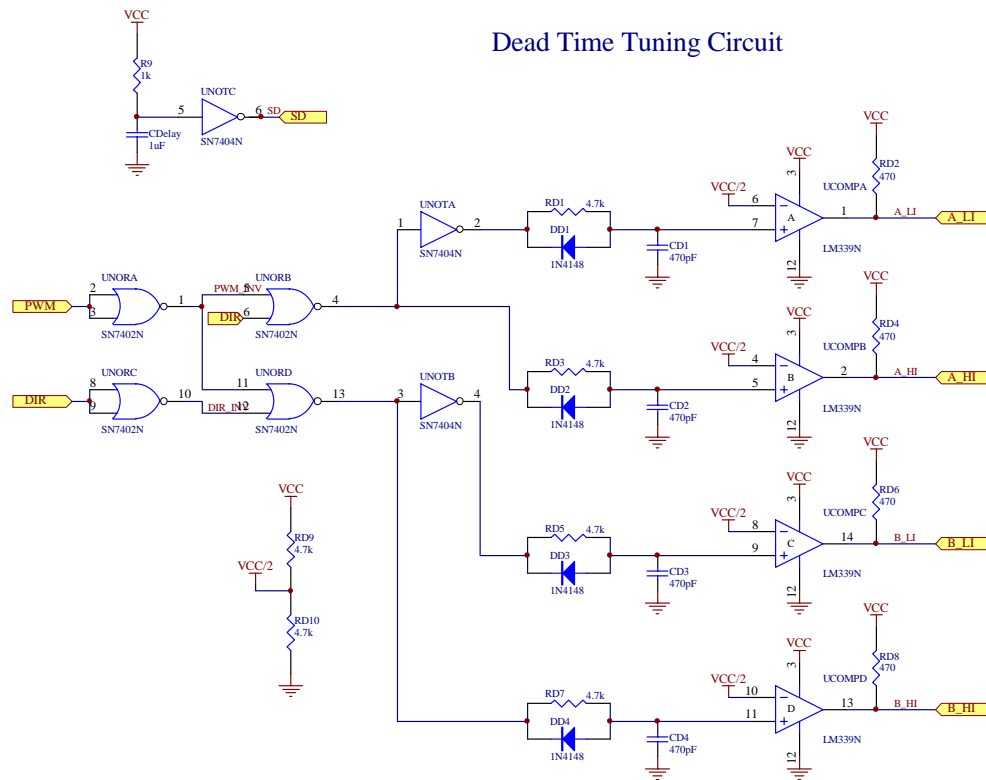 Dead Time Tuning Circuit
VCC
R9
1k
UNOTC
5
6
SD
SD
SN7404N
CDelay
1uF
VCC
RD2
470
VCC
3
UCOMPA
VCC/2
6
A
7
1
A_LI
A_LI
LM339N
12
UNOTA
1
2
SN7404N
RD1
4.7k
DD1
1N4148
CD1
470pF
UNORA
PWM
2
3
1
SN7402N
UNORB
PWM_INV
5
DIR
6
4
SN7402N
VCC
RD4
470
VCC
3
UCOMPB
VCC/2
4
B
5
2
A_HI
A_HI
LM339N
12
RD3
4.7k
DD2
1N4148
CD2
470pF
UNORC
DIR
8
9
10
SN7402N
UNORD
11
DIR_INV
12
13
SN7402N
UNOTB
3
4
SN7404N
VCC
RD6
470
VCC
3
UCOMPC
VCC/2
8
C
9
14
B_LI
B_LI
LM339N
12
RD5
4.7k
DD3
1N4148
CD3
470pF
VCC
RD9
4.7k
VCC/2
RD10
4.7k
VCC
RD8
470
VCC
3
UCOMPD
VCC/2
10
D
11
13
B_HI
B_HI
LM339N
12
RD7
4.7k
DD4
1N4148
CD4
470pF